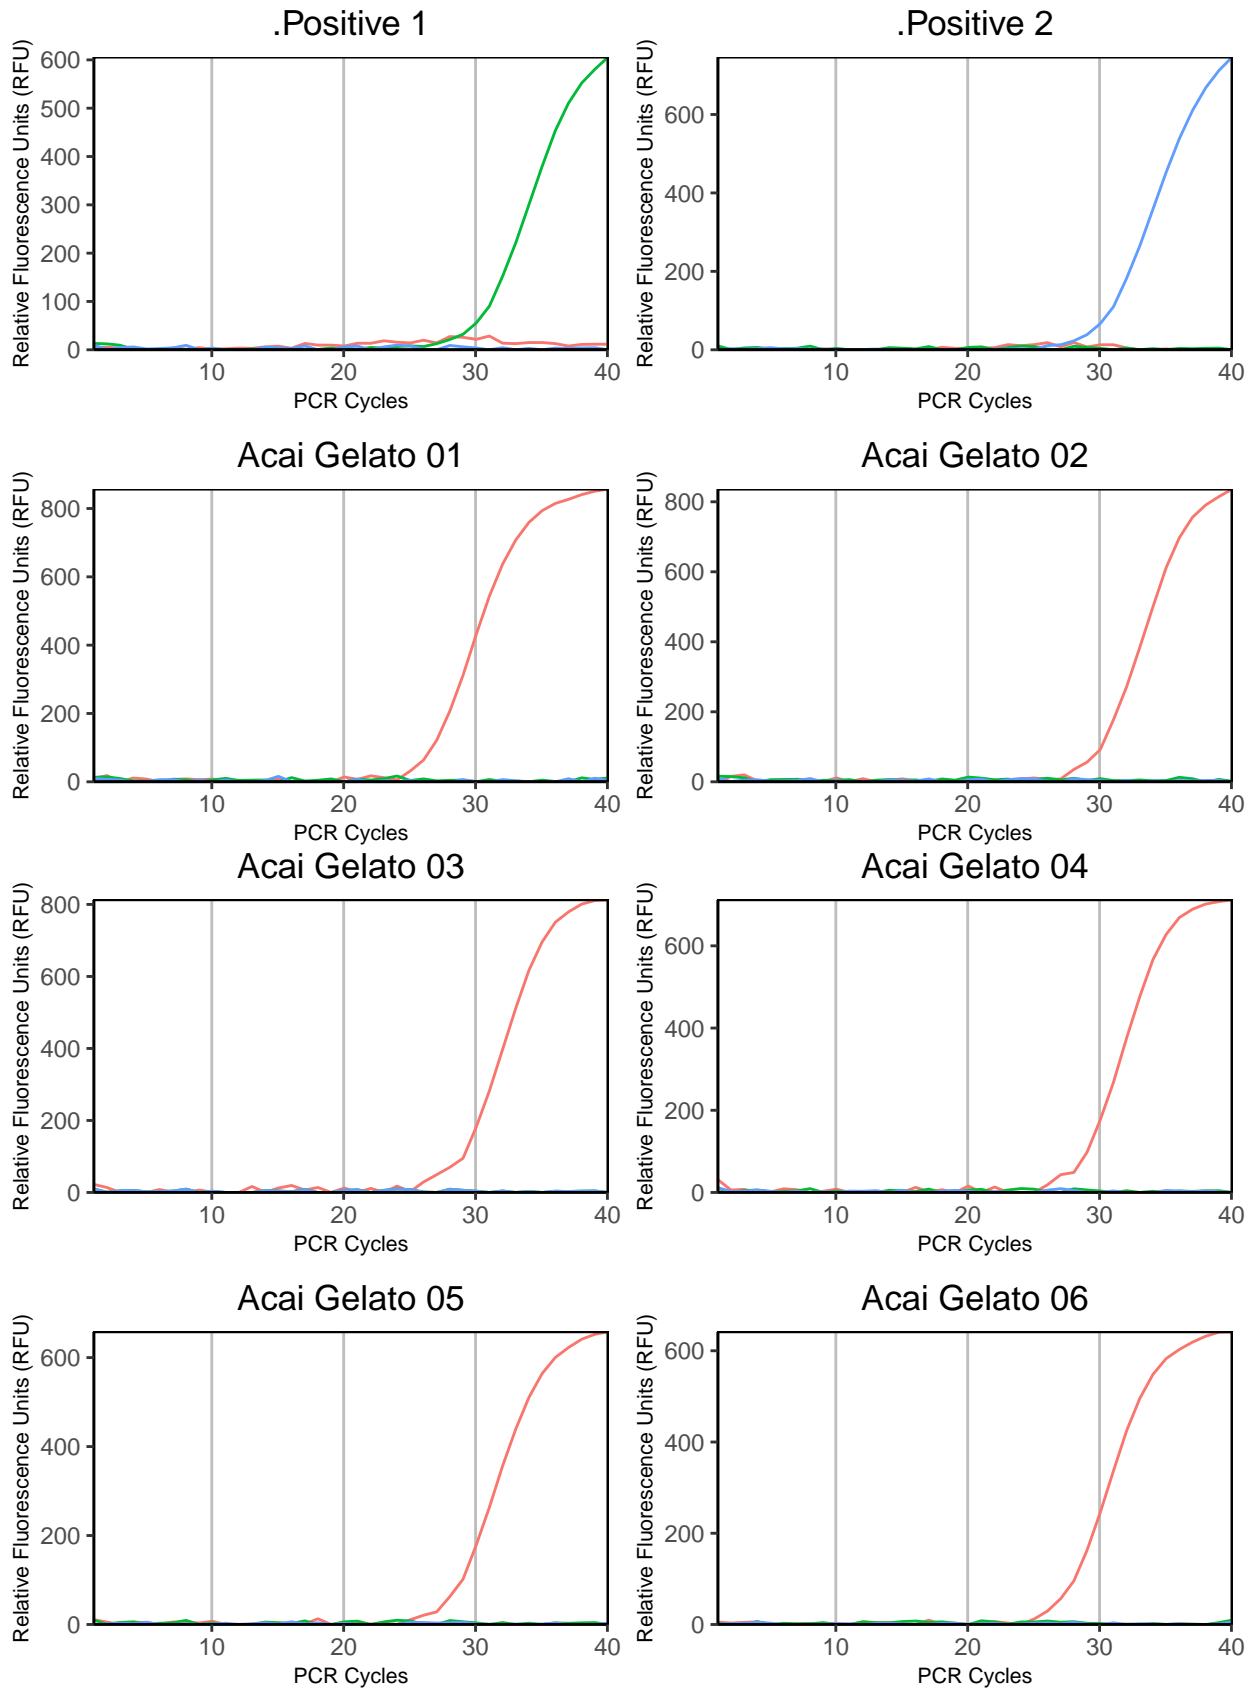 .Positive 1
Relative Fluorescence Units (RFU)
600
500
400
300
200
100
0
10 20 30 40
PCR Cycles
.Positive 2
Relative Fluorescence Units (RFU)
600
400
200
0
10 20 30 40
PCR Cycles
Acai Gelato 01
Relative Fluorescence Units (RFU)
800
600
400
200
0
10 20 30 40
PCR Cycles
Acai Gelato 02
Relative Fluorescence Units (RFU)
800
600
400
200
0
10 20 30 40
PCR Cycles
Acai Gelato 03
Relative Fluorescence Units (RFU)
800
600
400
200
0
10 20 30 40
PCR Cycles
Acai Gelato 04
Relative Fluorescence Units (RFU)
600
400
200
0
10 20 30 40
PCR Cycles
Acai Gelato 05
Relative Fluorescence Units (RFU)
600
400
200
0
10 20 30 40
PCR Cycles
Acai Gelato 06
Relative Fluorescence Units (RFU)
600
400
200
0
10 20 30 40
PCR Cycles